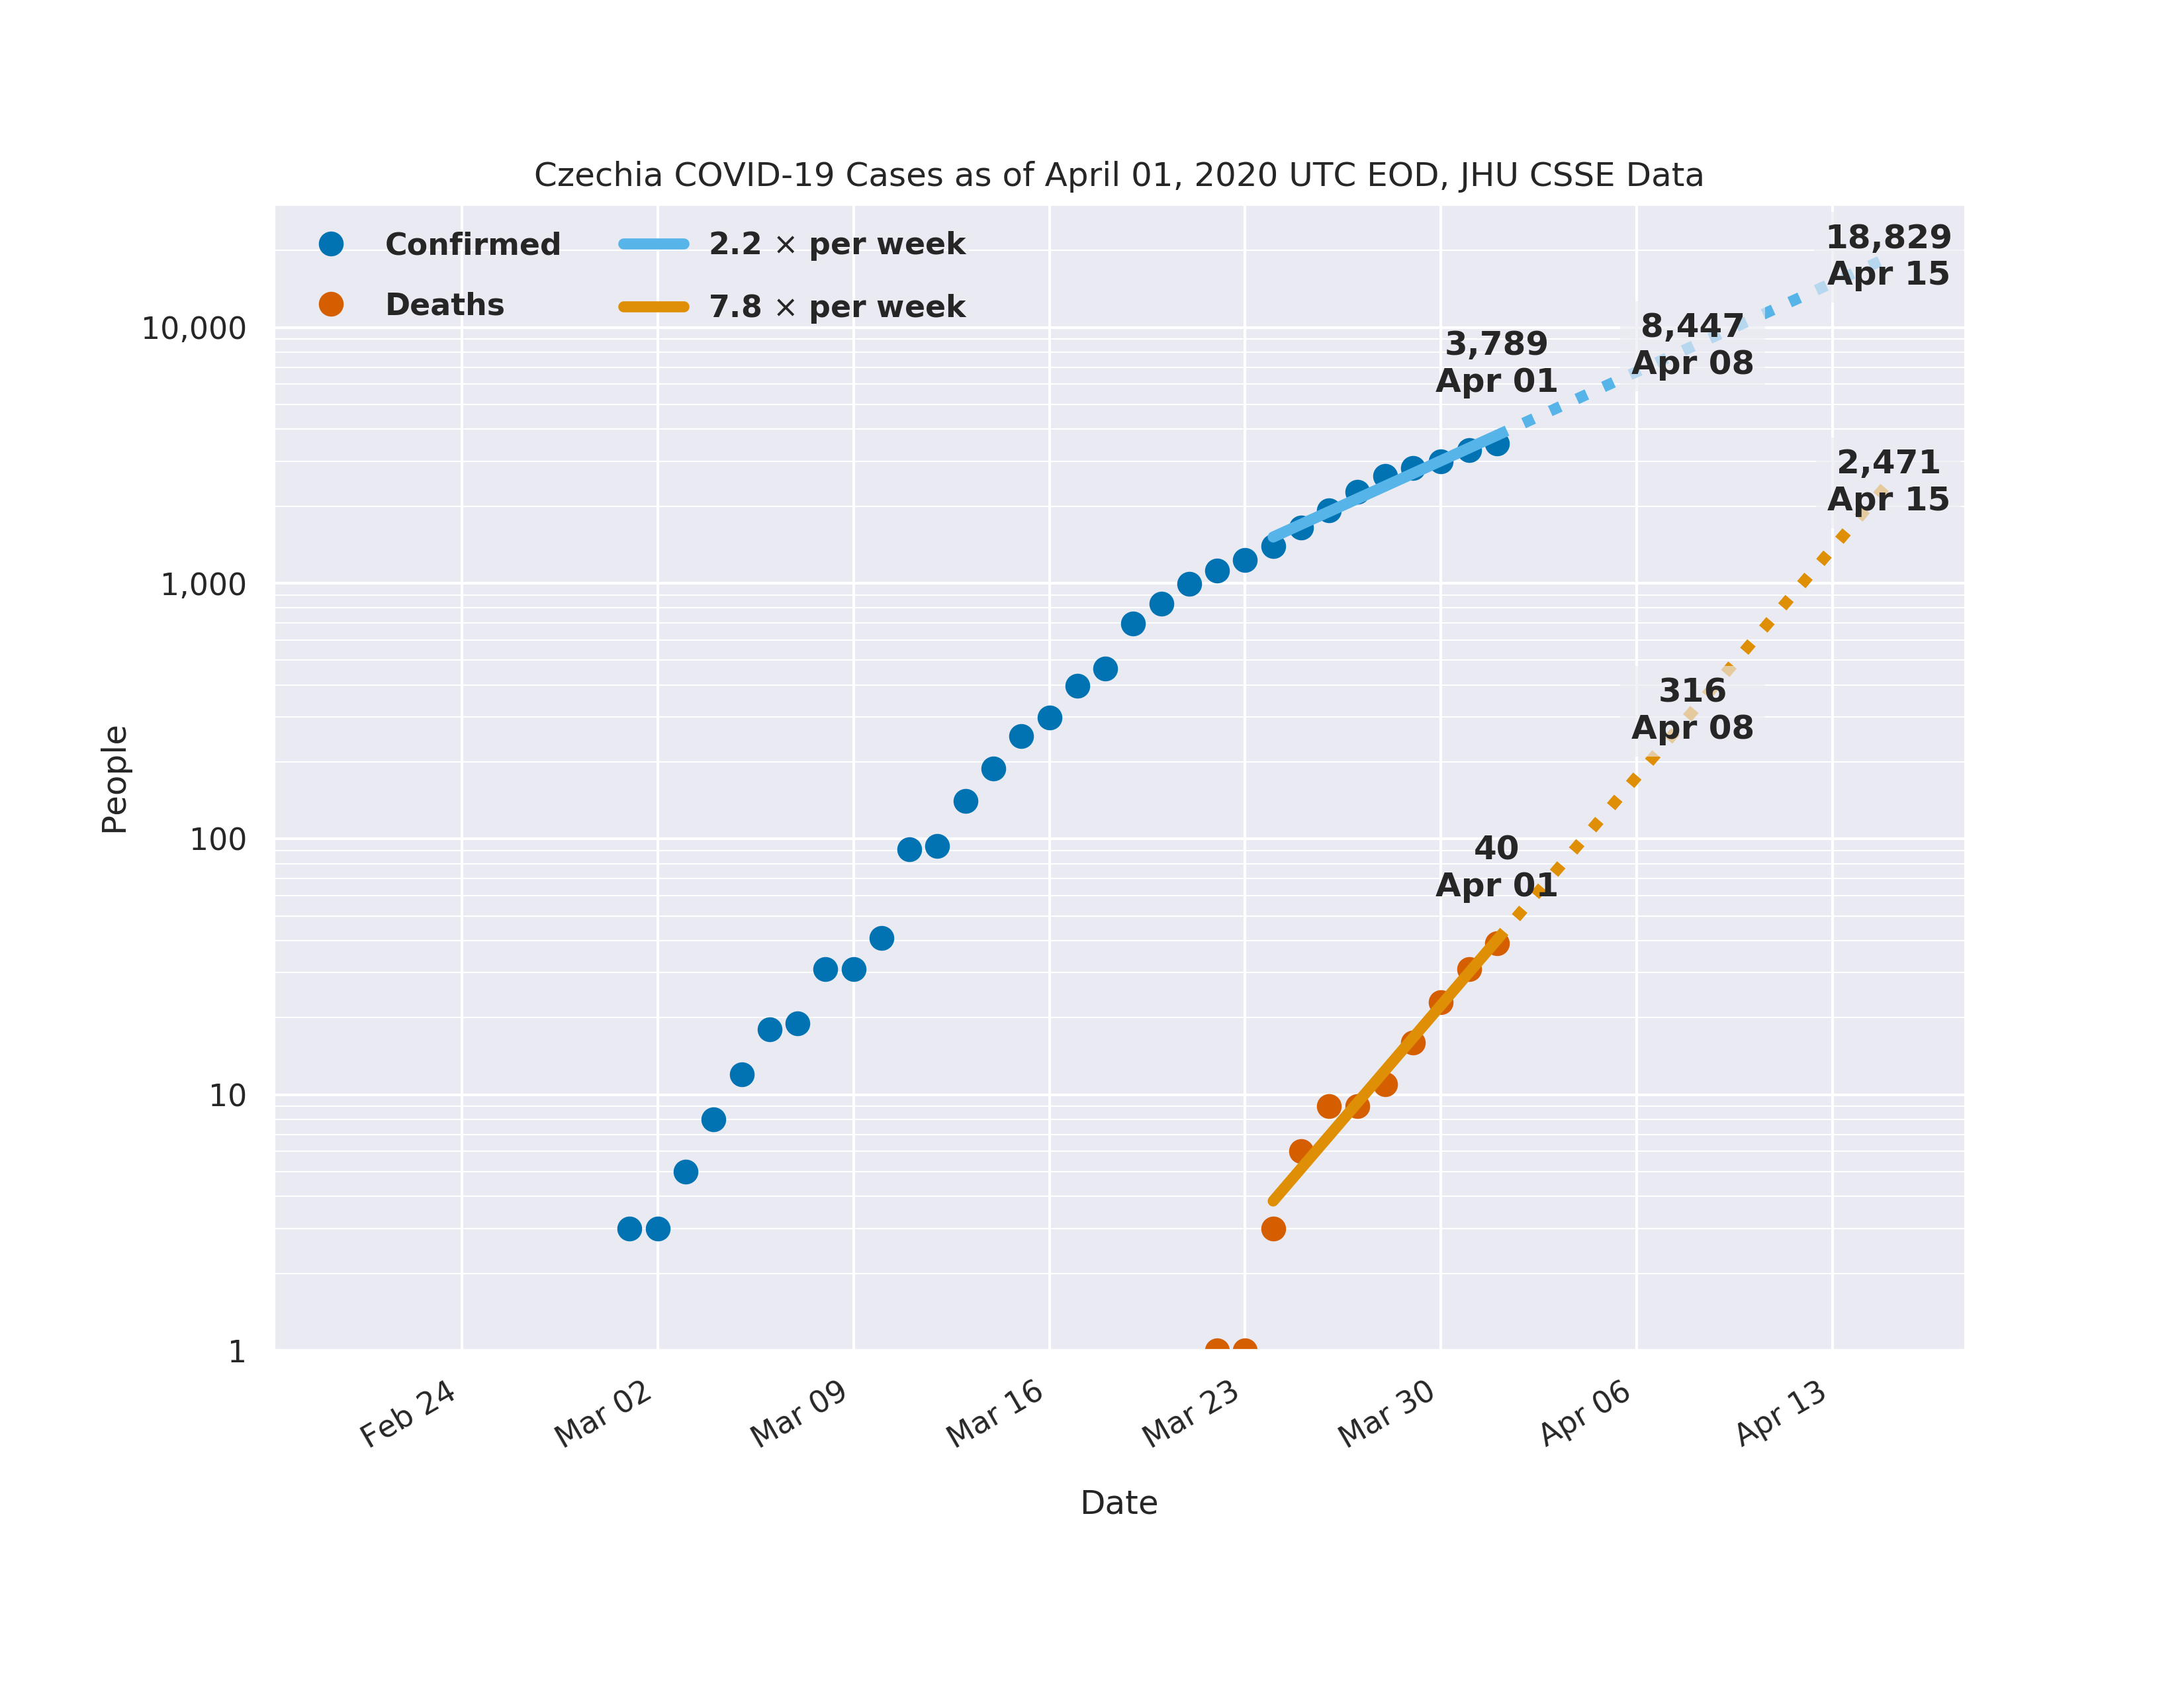 Czechia COVID-19 Cases as of April 01, 2020 UTC EOD, JHU CSSE Data
Confirmed
Deaths
2.2 × per week
7.8 × per week
18,829
Apr 15
8,447
Apr 08
3,789
Apr 01
2,471
Apr 15
316
Apr 08
40
Apr 01
People
10,000
1,000
100
10
1
Feb 24
Mar 02
Mar 09
Mar 16
Mar 23
Mar 30
Apr 06
Apr 13
Date